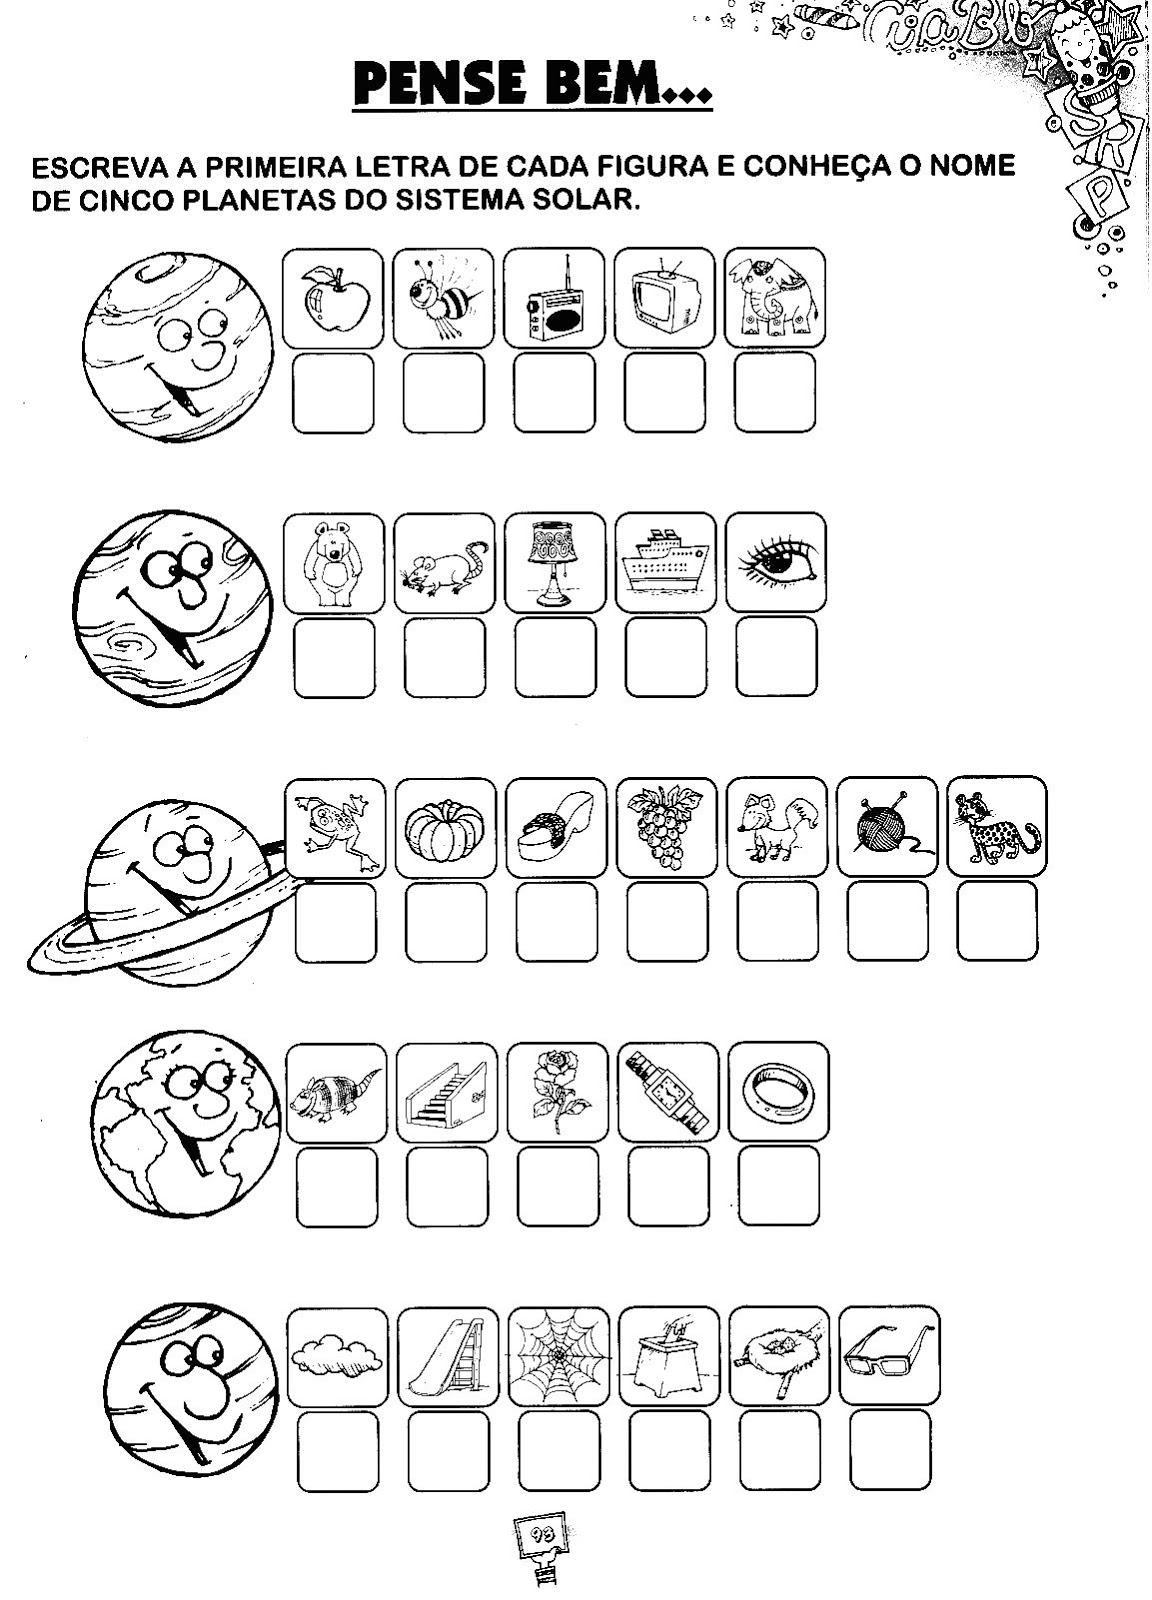 PENSE BEM...
ESCREVA A PRIMEIRA LETRA DE CADA FIGURA E CONHEÇA O NOME
DE CINCO PLANETAS DO SISTEMA SOLAR.
93